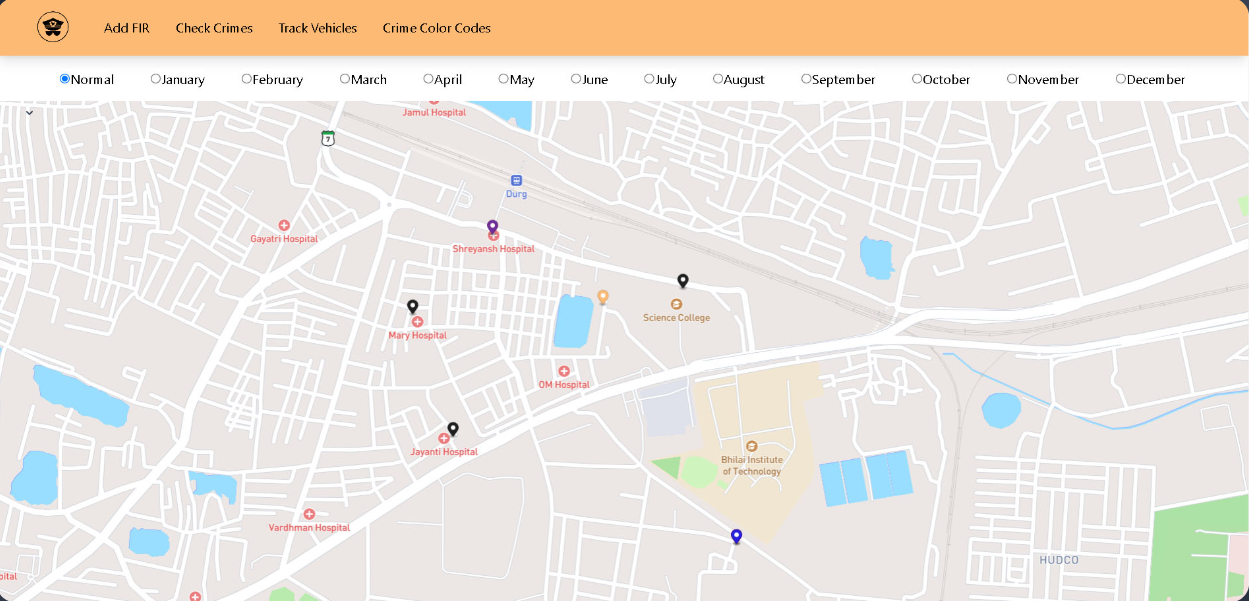 Add FIR Check Crimes Track Vehicles Crime Color Codes
Normal January February March April May June July August September October November December
Jamul Hospital
7
Durg
Gayatri Hospital
Shreyansh Hospital
Science College
Mary Hospital
OM Hospital
Jayanti Hospital
Bhilai Institute
of Technology
Vardhman Hospital
HUDCO
pital